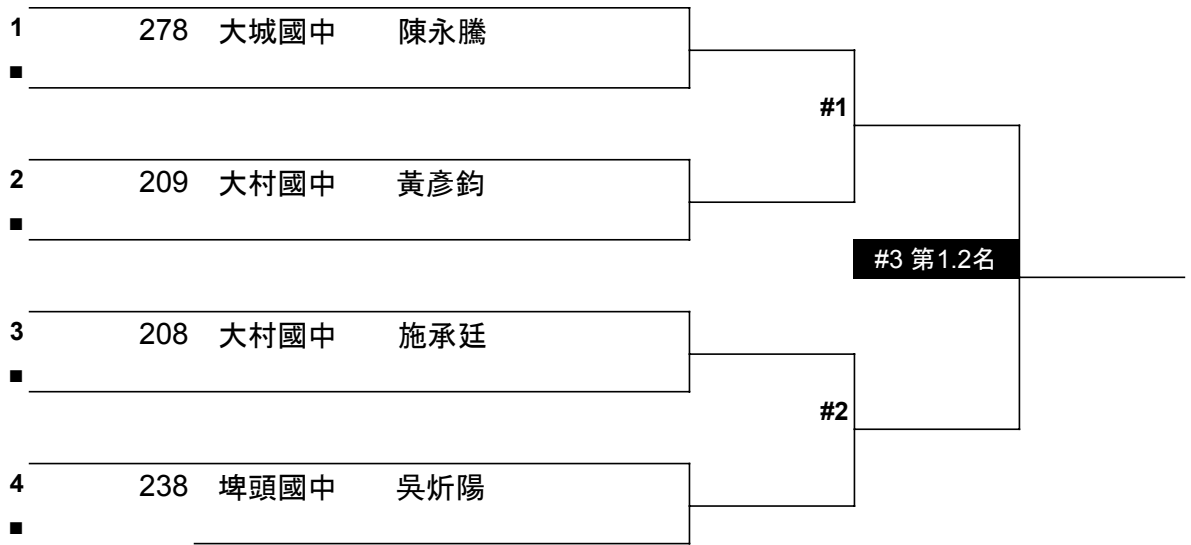 1 278 大城國中 陳永騰
■
#1
2 209 大村國中 黃彥鈞
■
#3 第1.2名
3 208 大村國中 施承廷
■
#2
4 238 埤頭國中 吳炘陽
■